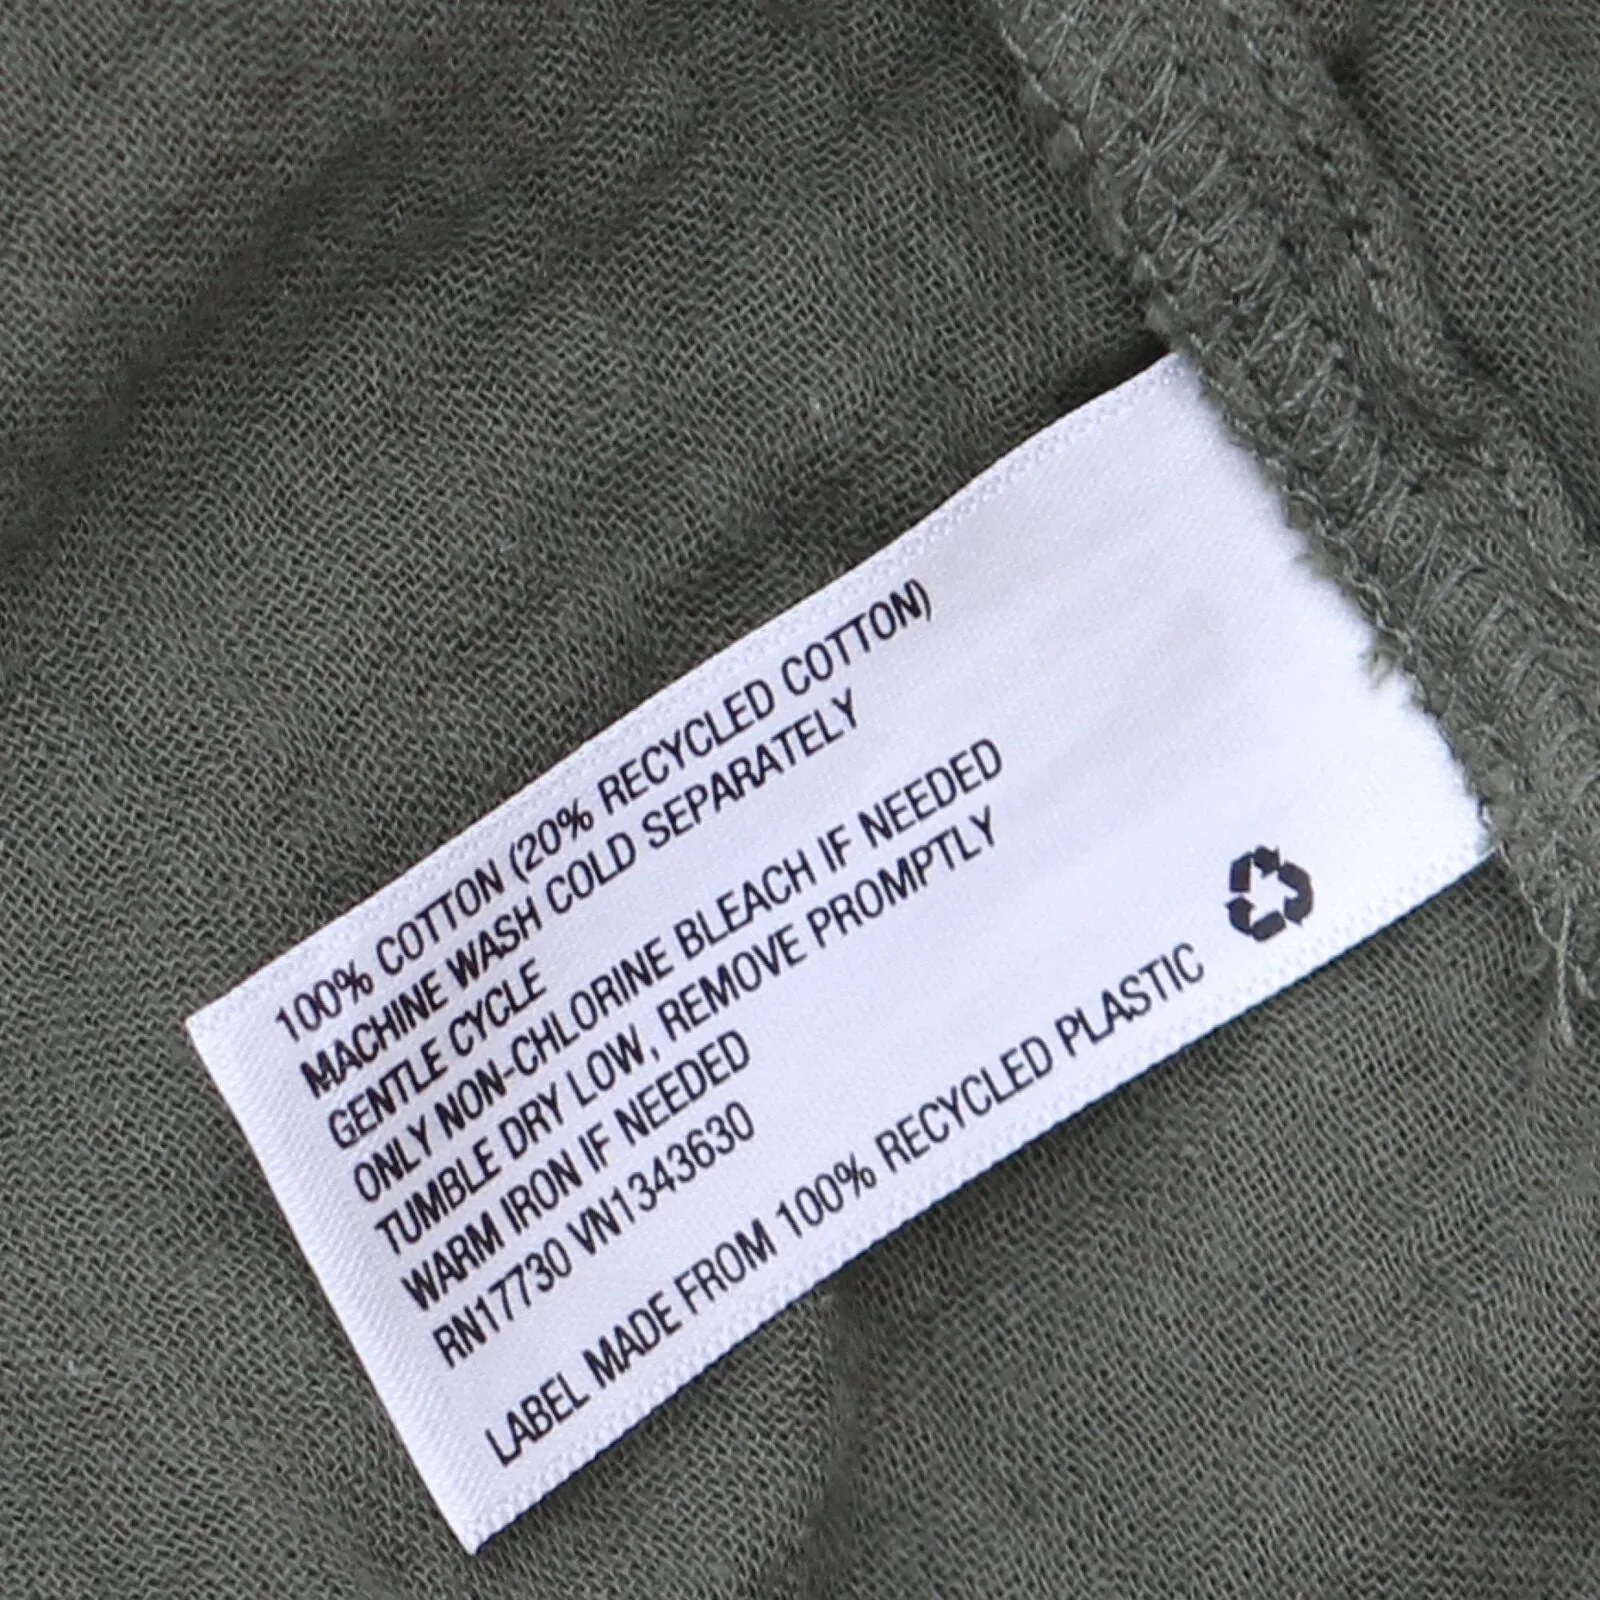 100% COTTON (20% RECYCLED COTTON)
MACHINE WASH COLD SEPARATELY
GENTLE CYCLE
ONLY NON-CHLORINE BLEACH IF NEEDED
TUMBLE DRY LOW, REMOVE PROMPTLY
WARM IRON IF NEEDED
RN17730 VN1343630
LABEL MADE FROM 100% RECYCLED PLASTIC